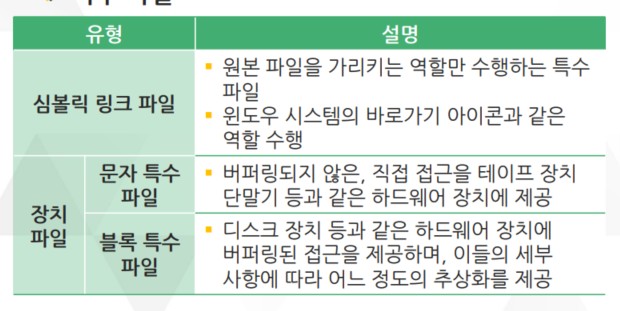 유형 설명
심볼릭 링크 파일
▪ 원본 파일을 가리키는 역할만 수행하는 특수
파일
▪ 윈도우 시스템의 바로가기 아이콘과 같은
역할 수행
장치
파일
문자 특수
파일
▪ 버퍼링되지 않은, 직접 접근을 테이프 장치
단말기 등과 같은 하드웨어 장치에 제공
블록 특수
파일
▪ 디스크 장치 등과 같은 하드웨어 장치에
버퍼링된 접근을 제공하며, 이들의 세부
사항에 따라 어느 정도의 추상화를 제공